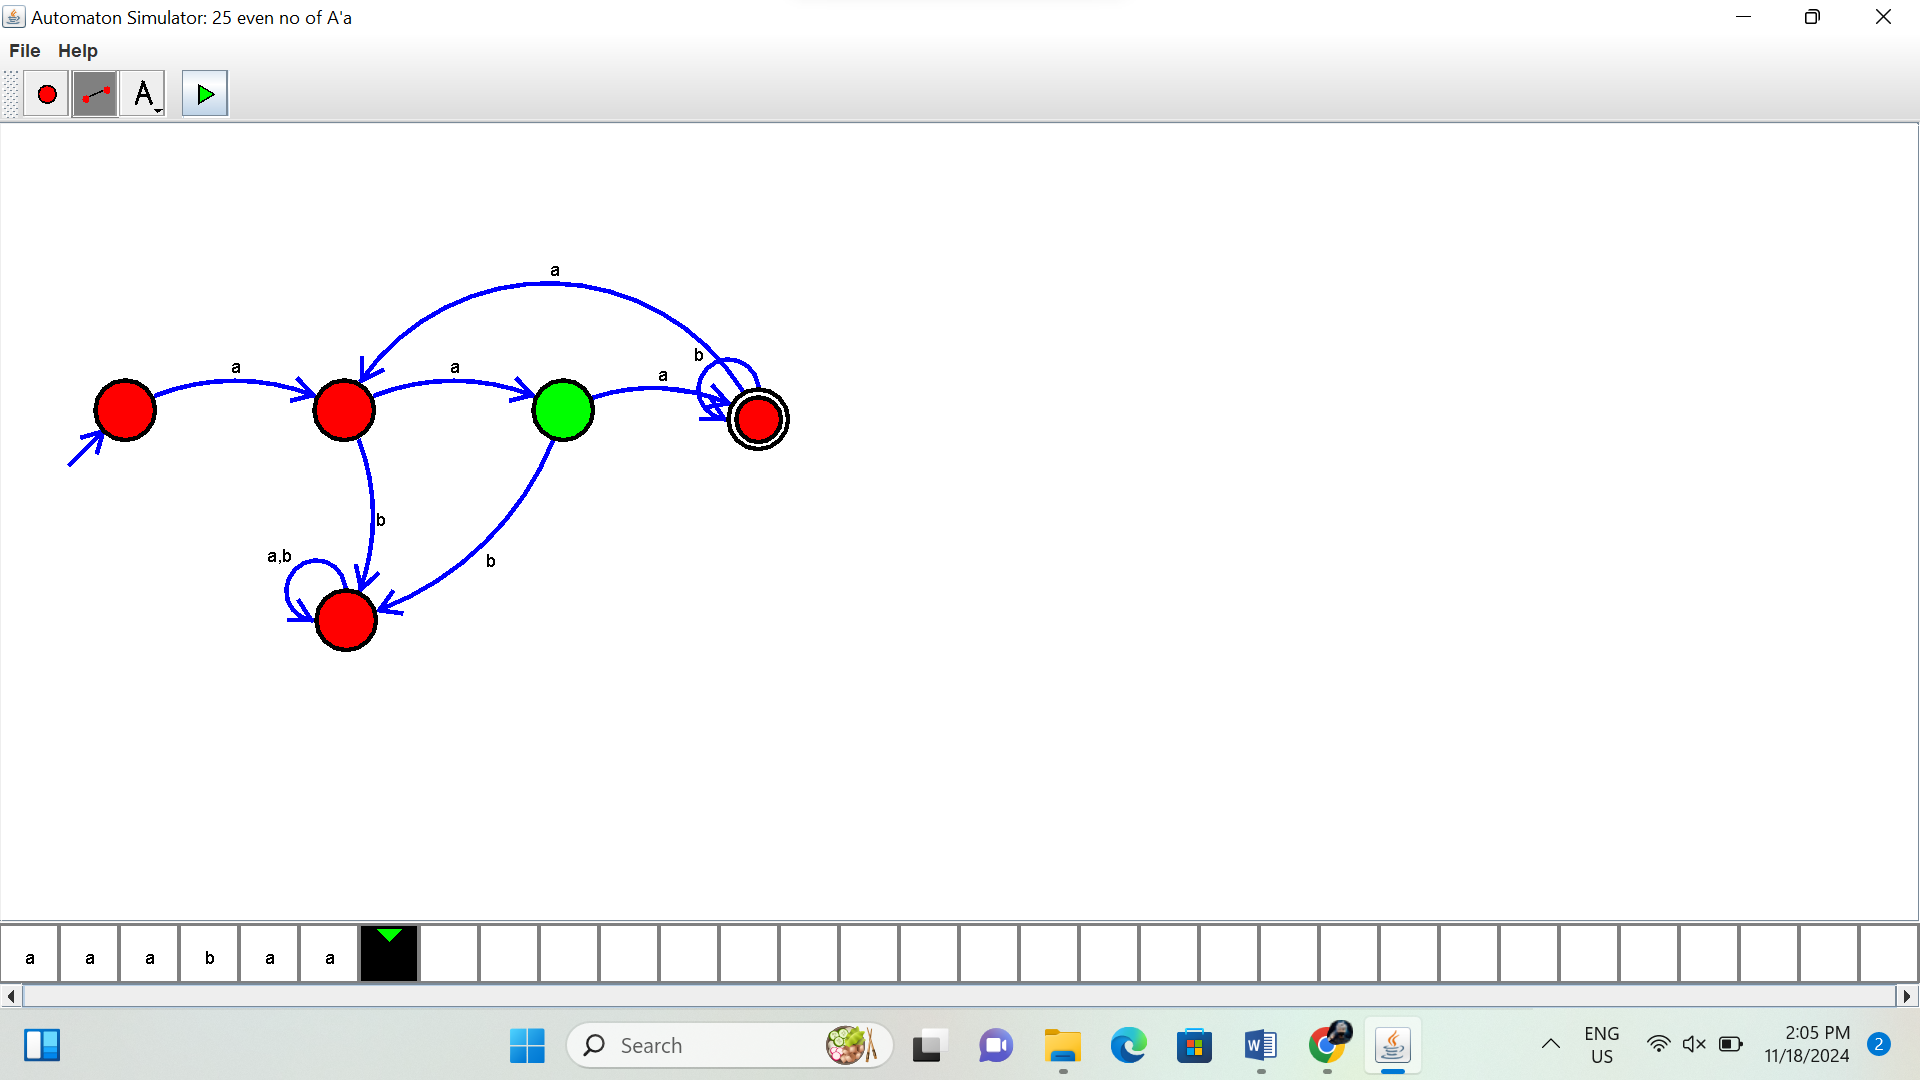 Automaton Simulator: 25 even no of A'a
File Help
A
a
a a a b
b
a,b b
a a a b a a
Search
ENG
US
2:05 PM
11/18/2024
2